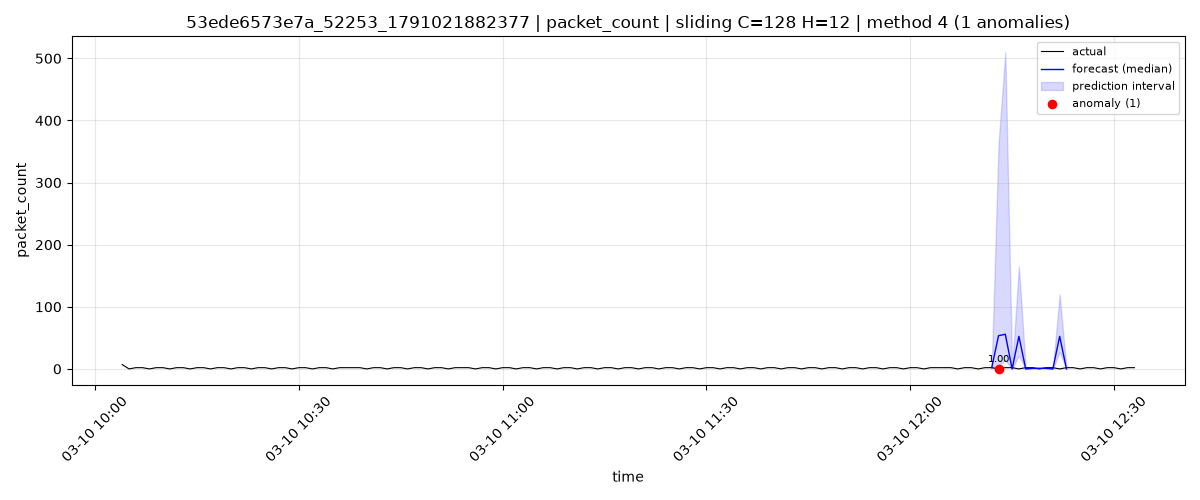 53ede6573e7a_52253_1791021882377 | packet_count | sliding C=128 H=12 | method 4 (1 anomalies)
packet_count
500
400
300
200
100
0
actual
forecast (median)
prediction interval
anomaly (1)
1.00
03-10 10:00
03-10 10:30
03-10 11:00
03-10 11:30
03-10 12:00
03-10 12:30
time